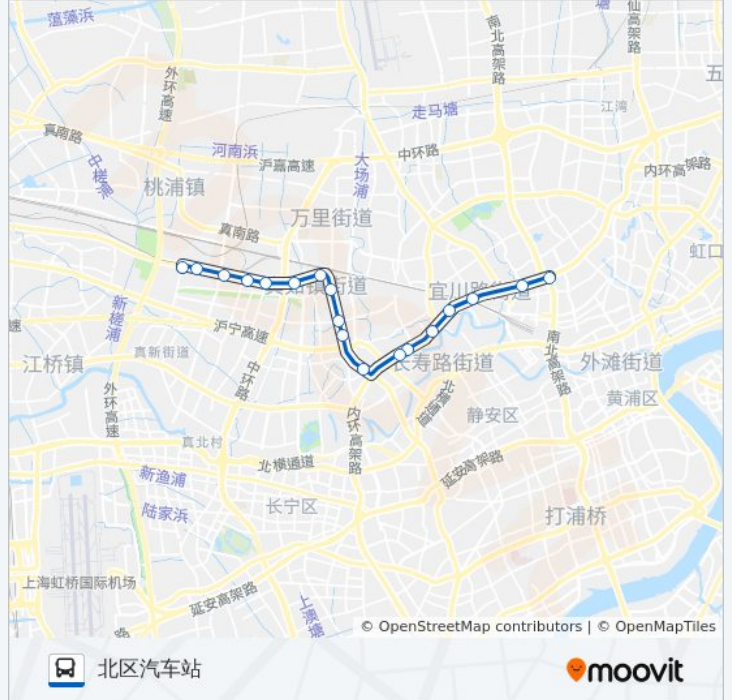 蕰藻浜
外环高速
南北高架路
塘
仙高架路
五
真南路
中槎浦
河南浜
沪嘉高速
走马塘
江湾
中环路
大场浦
内环高架路
桃浦镇
万里街道
真南路
虹口
真如镇街道
宜川路街道
新槎浦
速
沪宁高速
江桥镇
真新街道
中环路
长寿路街道
南北高架路
外滩街道
外环高速
北横通道
黄浦区
静安区
内环高架路
真北村
北横通道
延安高架路
新渔浦
陆家浜
长宁区
打浦桥
上海虹桥国际机场
延安高架路
上澳塘
路
© OpenStreetMap contributors | © OpenMapTiles
北区汽车站
moovit